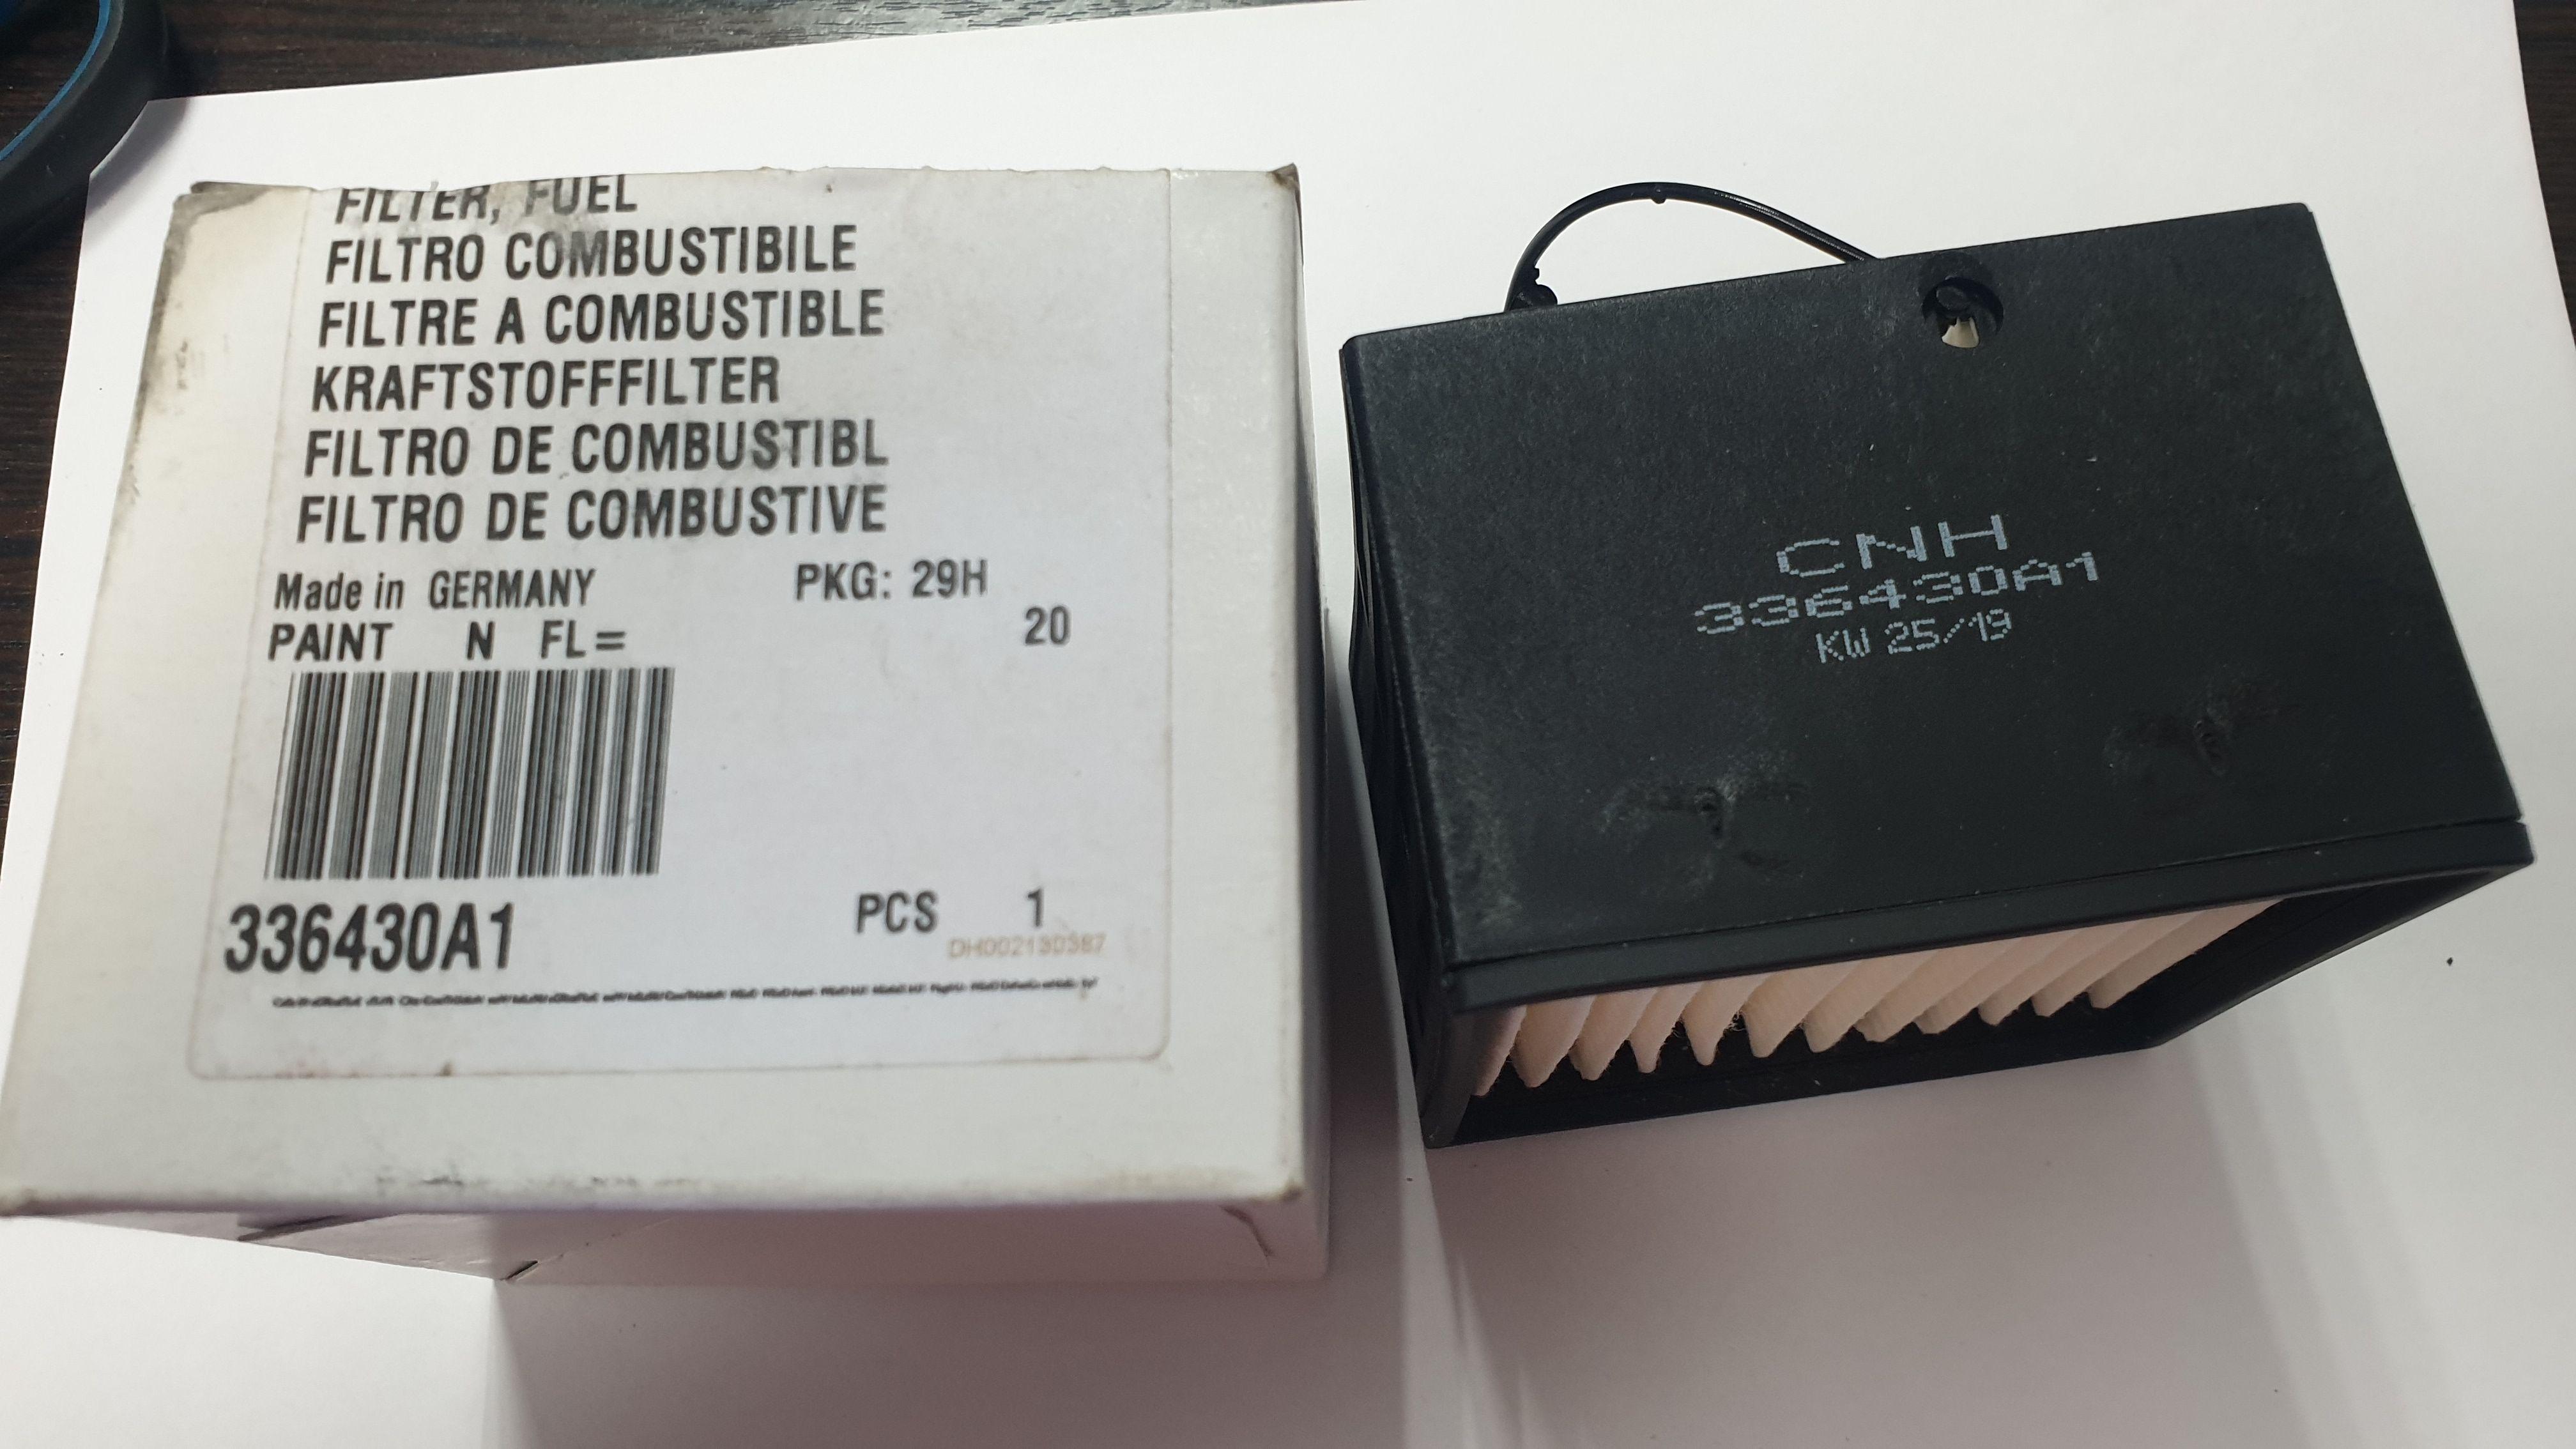 FILTER, FUEL
FILTRO COMBUSTIBILE
FILTRE A COMBUSTIBLE
KRAFTSTOFFFILTER
FILTRO DE COMBUSTIBL
FILTRO DE COMBUSTIVE
Made in GERMANY PKG: 29H
20
PAINT N FL=
336430A1 PCS 1
DH002130387
CNH
336430A1
KW 25/19